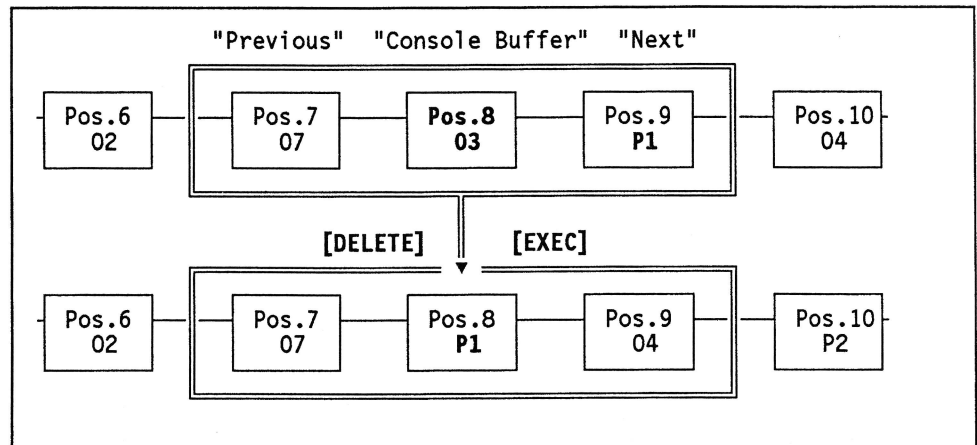 "Previous" "Console Buffer" "Next"
Pos.6 Pos.7 Pos.8 Pos.9 Pos.10
02 07 03 P1 04
[DELETE] [EXEC]
Pos.6 Pos.7 Pos.8 Pos.9 Pos.10
02 07 P1 04 P2